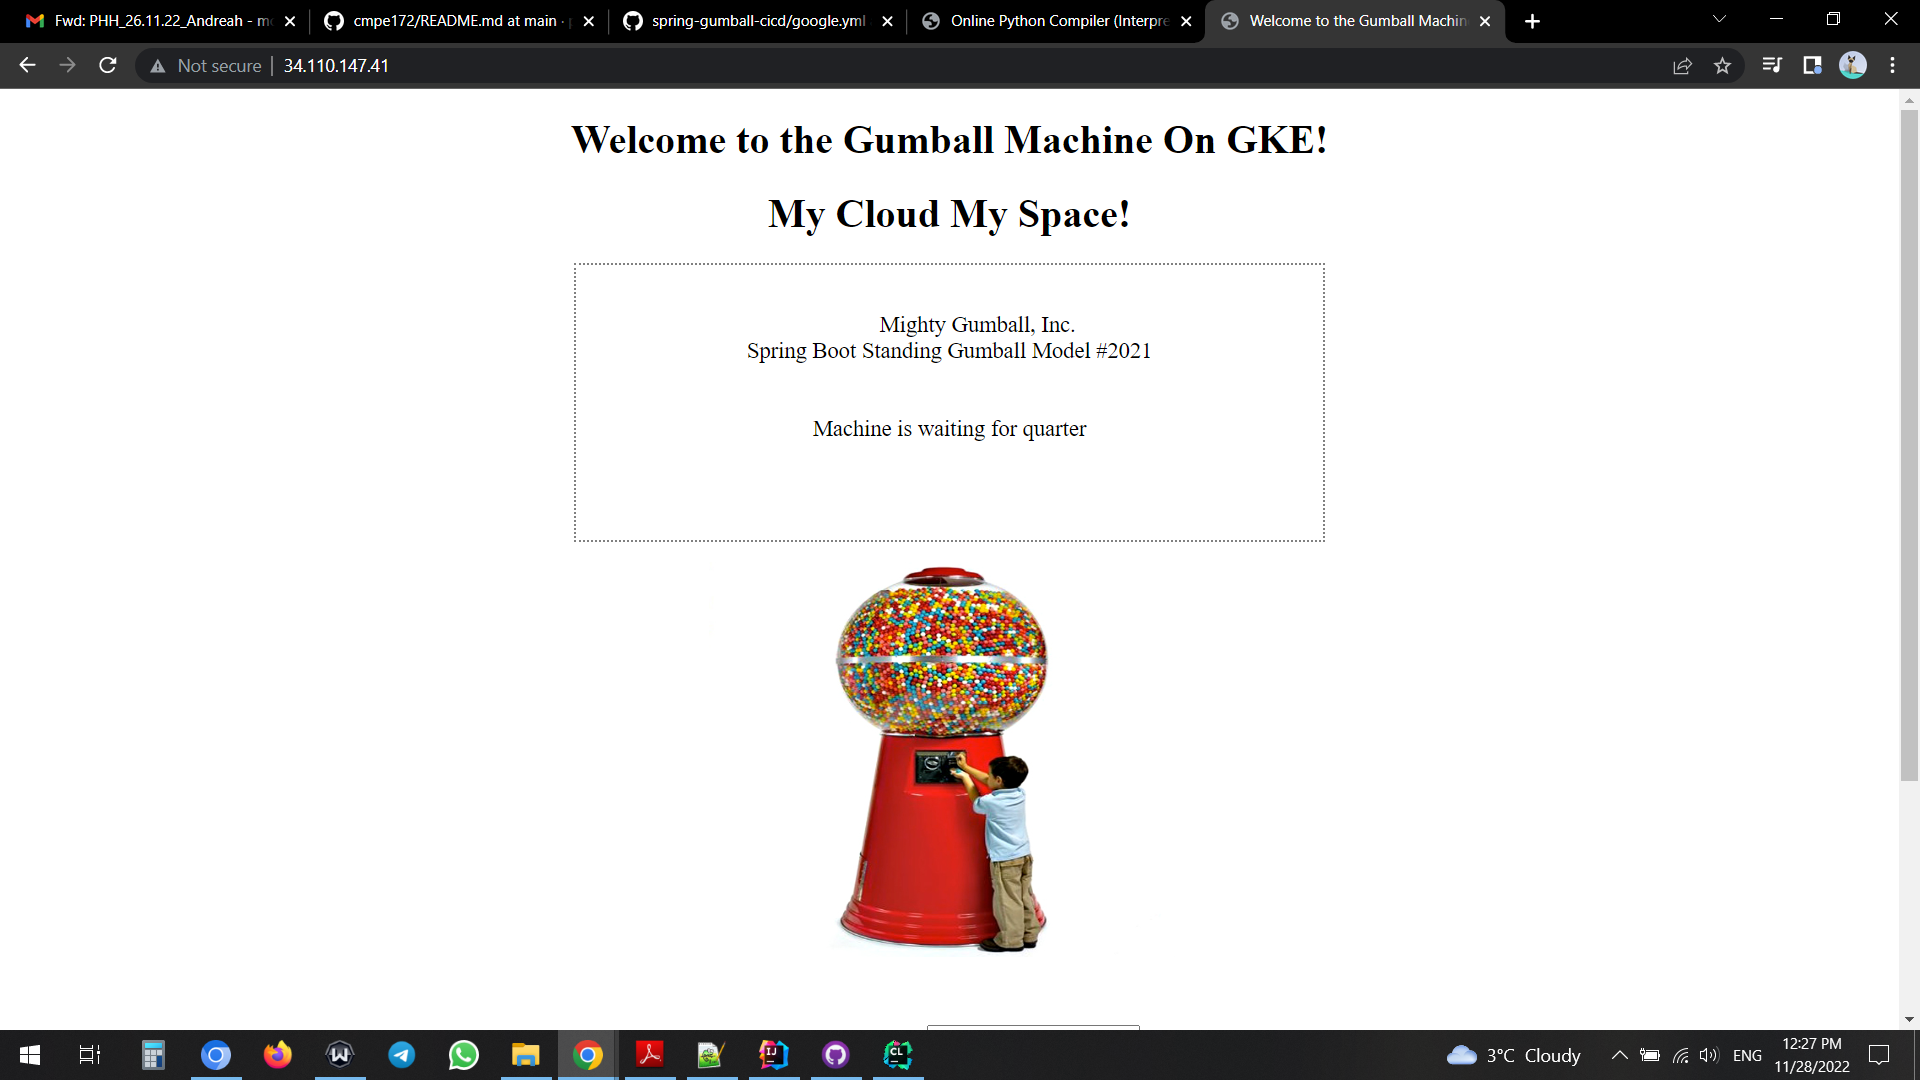 Fwd: PHH_26.11.22_Andreah - mo
cmpe172/README.md at main ·
spring-gumball-cicd/google.yml
Online Python Compiler (Interpre
Welcome to the Gumball Machin
Not secure
34.110.147.41
Welcome to the Gumball Machine On GKE!
My Cloud My Space!
Mighty Gumball, Inc.
Spring Boot Standing Gumball Model #2021
Machine is waiting for quarter
IJ
CL
3°C Cloudy
ENG
12:27 PM
11/28/2022